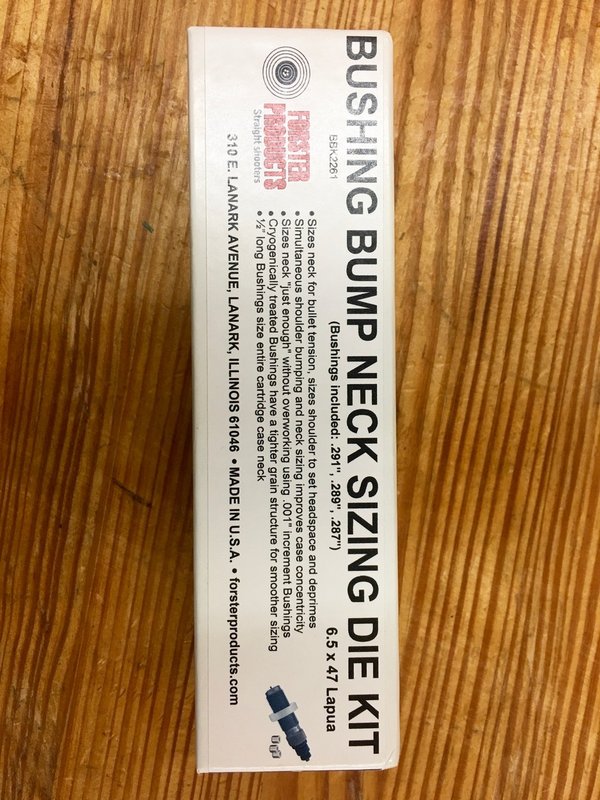 BUSHING BUMP NECK SIZING DIE KIT
BBK2261
(Bushings included: .291", .289", .287")
6.5 x 47 Lapua
• Sizes neck for bullet tension, sizes shoulder to set headspace and deprimes
• Simultaneous shoulder bumping and neck sizing improves case concentricity
• Sizes neck "just enough" without overworking using .001" increment Bushings
• Cryogenically treated Bushings have a tighter grain structure for smoother sizing
• ½" long Bushings size entire cartridge case neck
FORSTER
PRODUCTS
Straight shooters
310 E. LANARK AVENUE, LANARK, ILLINOIS 61046 • MADE IN U.S.A. • forsterproducts.com